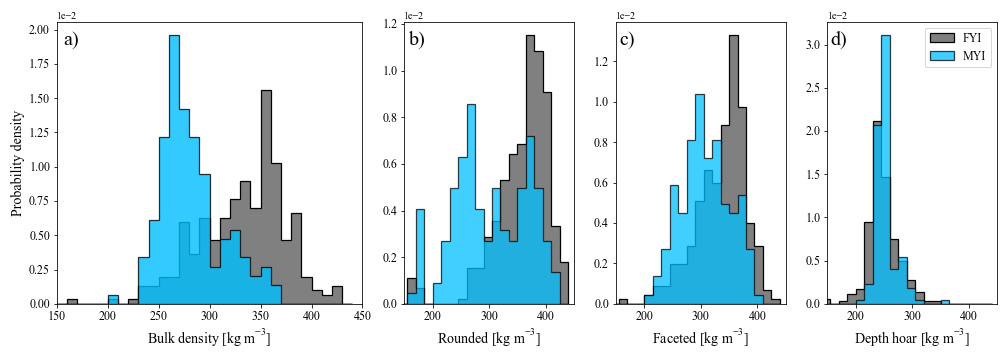 1e−2
1e−2
1e−2
1e−2
a)
b)
c)
d)
FYI
MYI
Probability density
2.00
1.75
1.50
1.25
1.00
0.75
0.50
0.25
0.00
1.2
1.0
0.8
0.6
0.4
0.2
0.0
1.2
1.0
0.8
0.6
0.4
0.2
0.0
3.0
2.5
2.0
1.5
1.0
0.5
0.0
150 200 250 300 350 400 450
200 300 400
200 300 400
200 300 400
Bulk density [kg m⁻³]
Rounded [kg m⁻³]
Faceted [kg m⁻³]
Depth hoar [kg m⁻³]